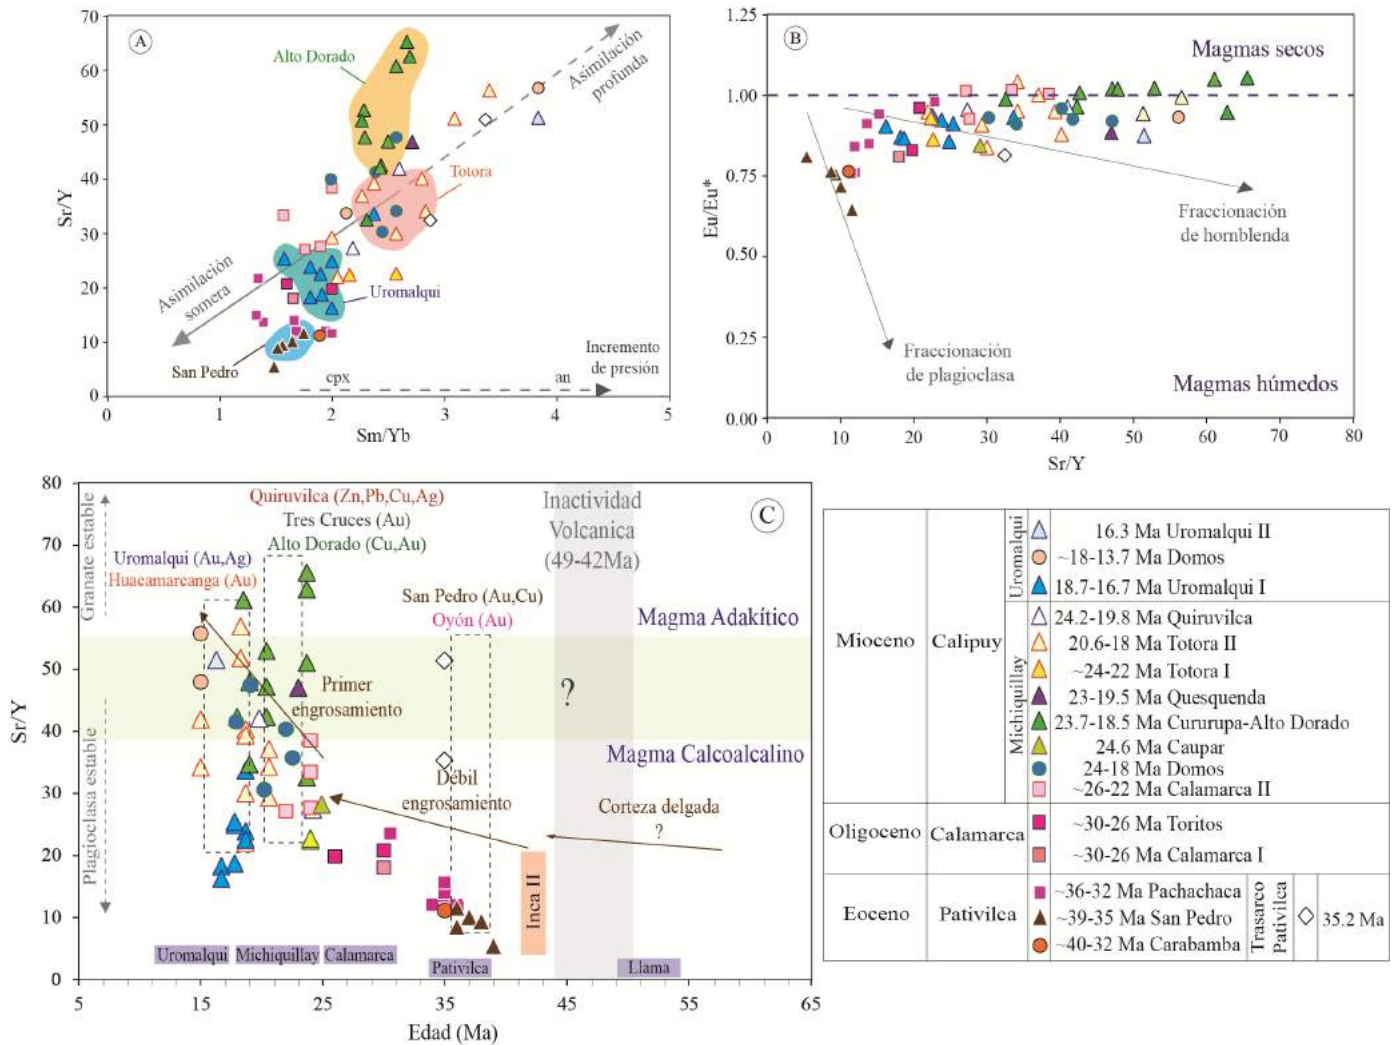 A
Alto Dorado
Asimilación
profunda
Totora
Asimilación
somera
Uromalqui
San Pedro
Incremento
de presión
cpx
an
Sr/Y
0
10
20
30
40
50
60
70
0
1
2
3
4
5
Sm/Yb
B
Magmas secos
Fraccionación
de hornblenda
Fraccionación
de plagioclasa
Magmas húmedos
Eu/Eu*
1.25
1.00
0.75
0.50
0.25
0.00
0
10
20
30
40
50
60
70
80
Sr/Y
C
Quiruvilca (Zn,Pb,Cu,Ag)
Tres Cruces (Au)
Alto Dorado (Cu,Au)
Inactividad
Volcanica
(49-42Ma)
Uromalqui (Au,Ag)
Huacamarcanga (Au)
San Pedro (Au,Cu)
Oyón (Au)
Granate estable
Plagioclasa estable
Magma Adakítico
Primer
engrosamiento
?
Magma Calcoalcalino
Débil
engrosamiento
Corteza delgada
?
Inca II
Uromalqui
Michiquillay
Calamarca
Pativilca
Llama
Sr/Y
80
70
60
50
40
30
20
10
0
5
15
25
35
45
55
65
Edad (Ma)
Mioceno
Calipuy
Uromalqui
16.3 Ma Uromalqui II
~18-13.7 Ma Domos
18.7-16.7 Ma Uromalqui I
Michiquillay
24.2-19.8 Ma Quiruvilca
20.6-18 Ma Totora II
~24-22 Ma Totora I
23-19.5 Ma Quesquenda
23.7-18.5 Ma Cururupa-Alto Dorado
24.6 Ma Caupar
24-18 Ma Domos
~26-22 Ma Calamarca II
Oligoceno
Calamarca
~30-26 Ma Toritos
~30-26 Ma Calamarca I
Eoceno
Pativilca
~36-32 Ma Pachachaca
~39-35 Ma San Pedro
~40-32 Ma Carabamba
Trasarco
Pativilca
35.2 Ma